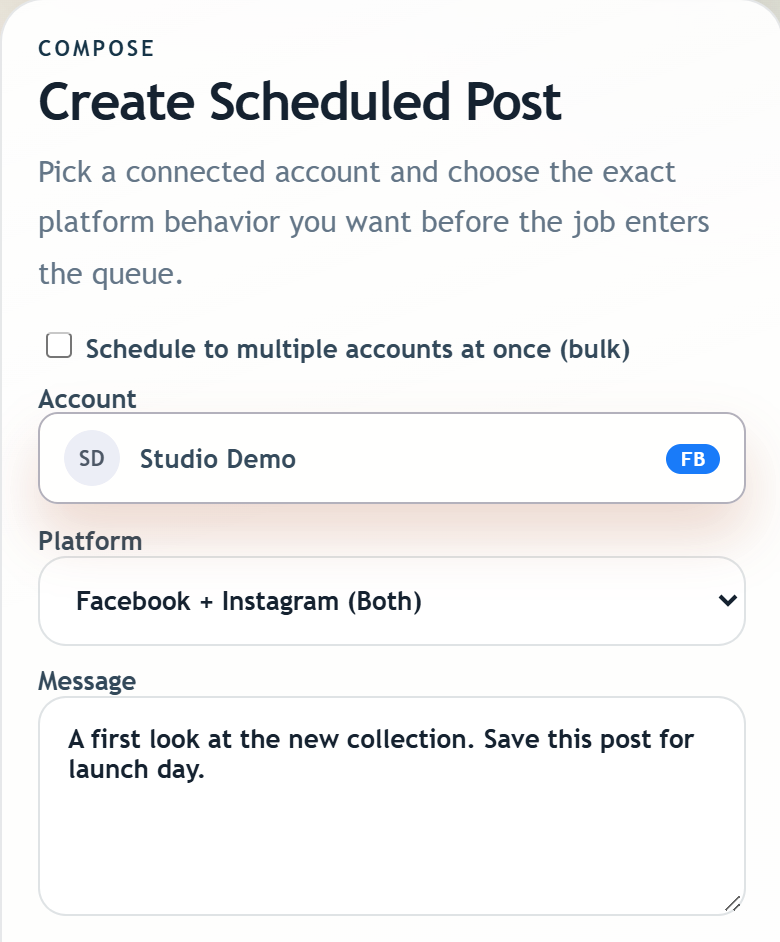 COMPOSE
Create Scheduled Post
Pick a connected account and choose the exact
platform behavior you want before the job enters
the queue.
Schedule to multiple accounts at once (bulk)
Account
SD Studio Demo FB
Platform
Facebook + Instagram (Both)
Message
A first look at the new collection. Save this post for
launch day.